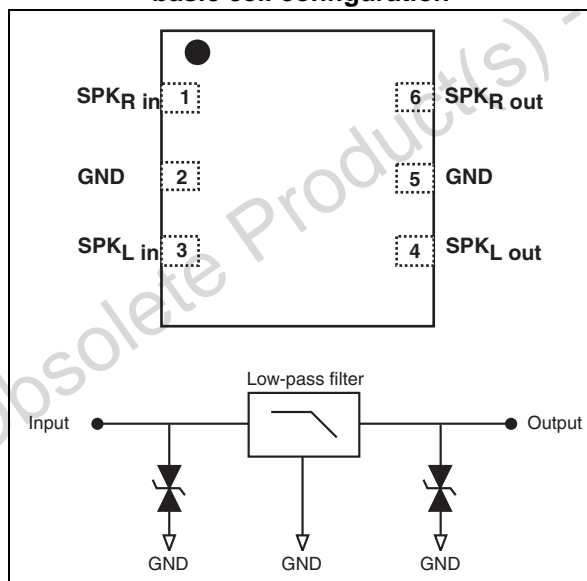 basic cell configuration
SPKR in 1 6 SPKR out
GND 2 5 GND
SPKL in 3 4 SPKL out
Low-pass filter
Input Output
GND GND GND
Obsolete Product(s) -